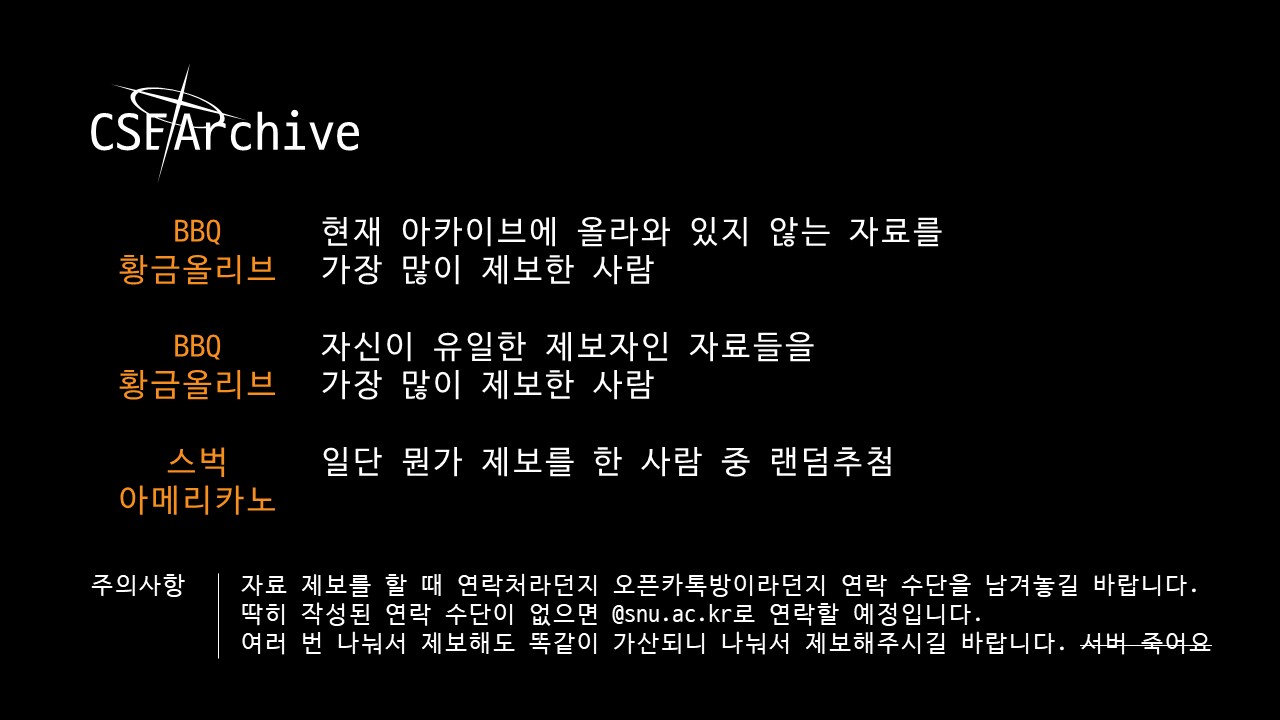 CSEArchive
BBQ
황금올리브
현재 아카이브에 올라와 있지 않는 자료를
가장 많이 제보한 사람
BBQ
황금올리브
자신이 유일한 제보자인 자료들을
가장 많이 제보한 사람
스벅
아메리카노
일단 뭔가 제보를 한 사람 중 랜덤추첨
주의사항
자료 제보를 할 때 연락처라던지 오픈카톡방이라던지 연락 수단을 남겨놓길 바랍니다.
딱히 작성된 연락 수단이 없으면 @snu.ac.kr로 연락할 예정입니다.
여러 번 나눠서 제보해도 똑같이 가산되니 나눠서 제보해주시길 바랍니다. 서버 죽어요